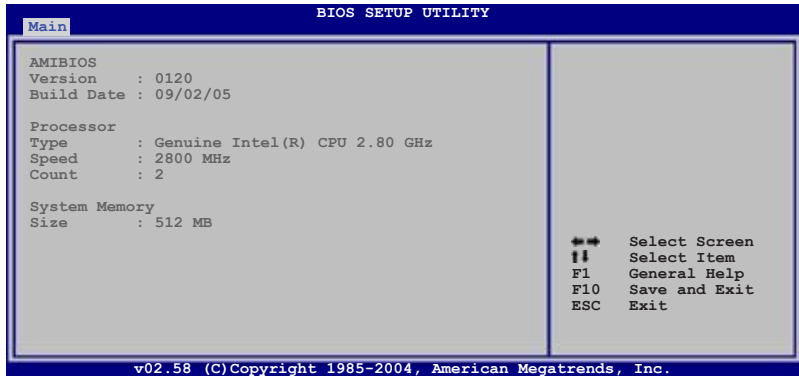 BIOS SETUP UTILITY
Main
AMIBIOS
Version : 0120
Build Date : 09/02/05
Processor
Type : Genuine Intel(R) CPU 2.80 GHz
Speed : 2800 MHz
Count : 2
System Memory
Size : 512 MB
←→ Select Screen
↑↓ Select Item
F1 General Help
F10 Save and Exit
ESC Exit
v02.58 (C)Copyright 1985-2004, American Megatrends, Inc.